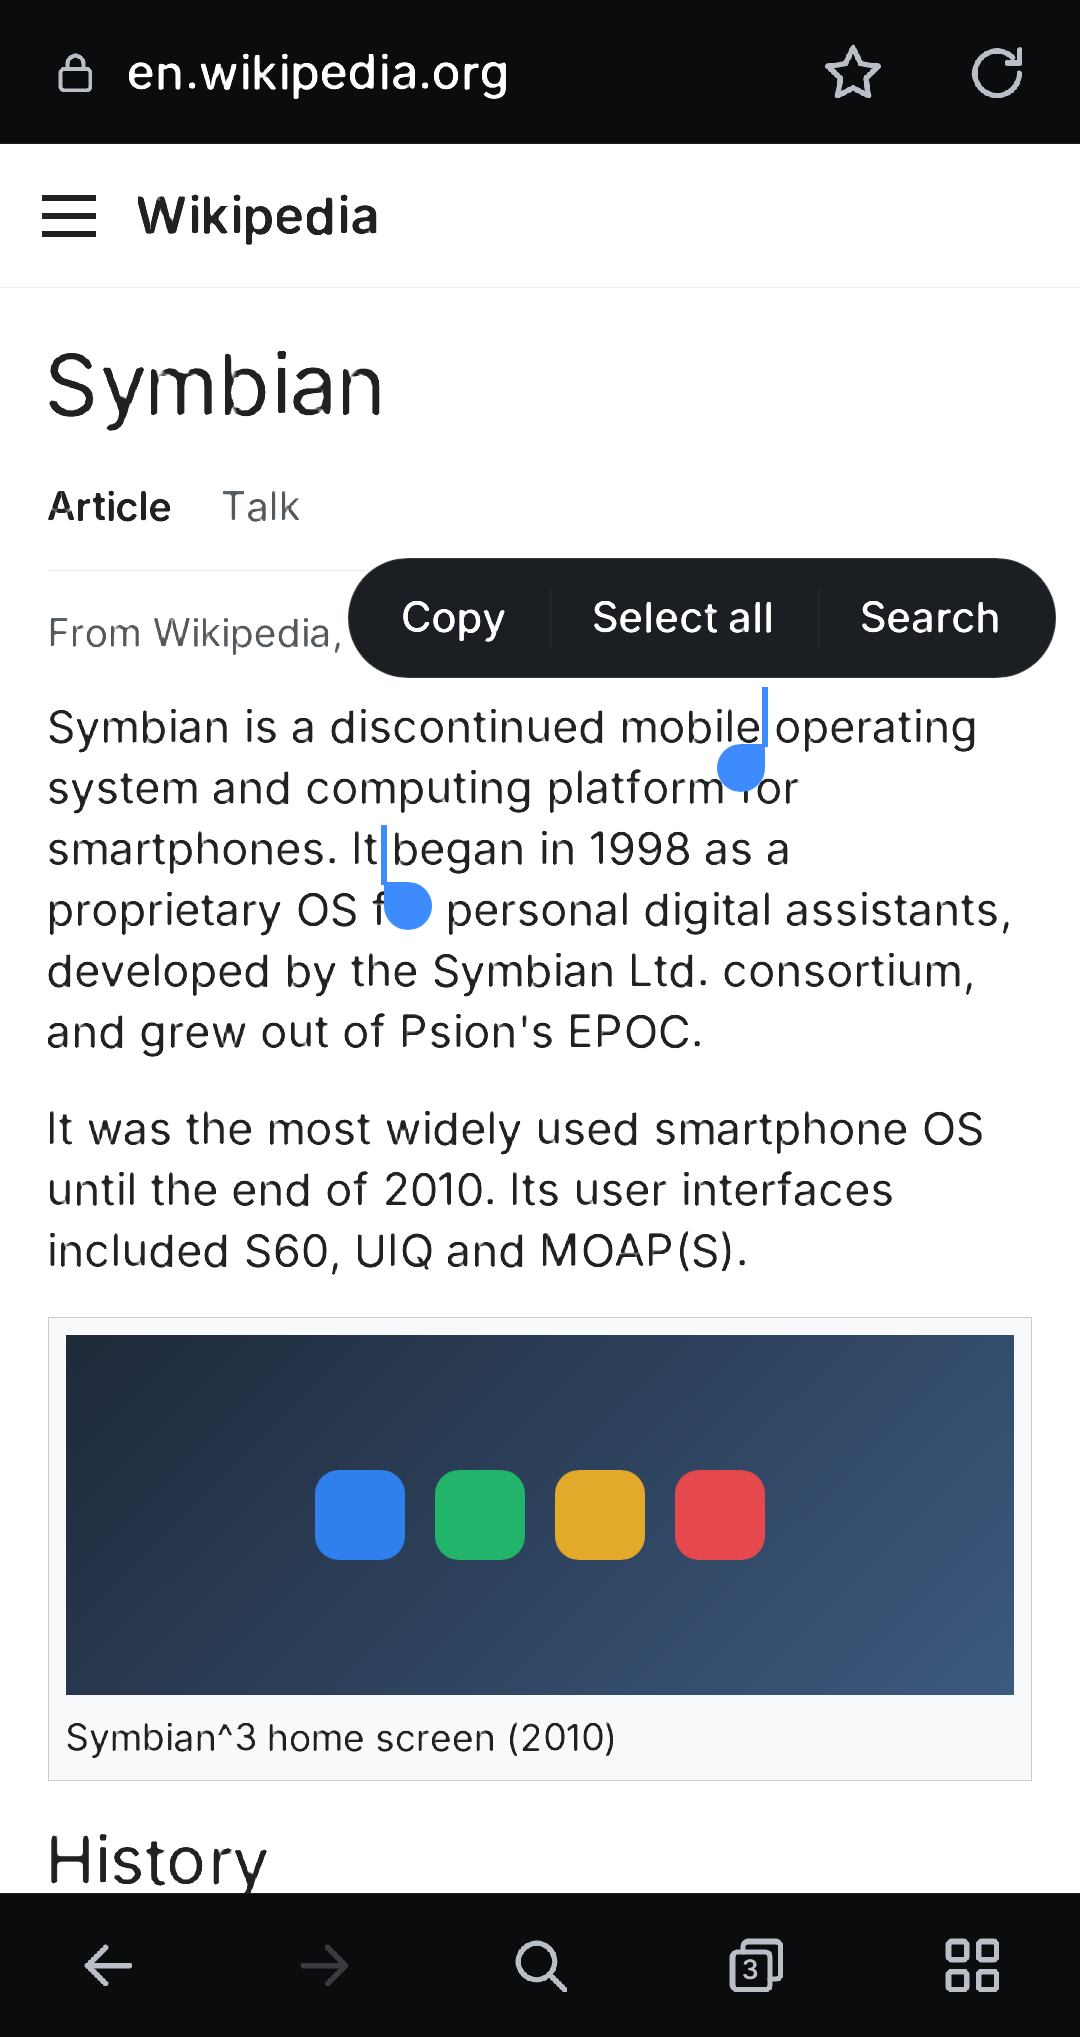 en.wikipedia.org
Wikipedia
Symbian
Article Talk
Copy Select all Search
From Wikipedia,
Symbian is a discontinued mobile operating
system and computing platform for
smartphones. It began in 1998 as a
proprietary OS personal digital assistants,
developed by the Symbian Ltd. consortium,
and grew out of Psion's EPOC.
It was the most widely used smartphone OS
until the end of 2010. Its user interfaces
included S60, UIQ and MOAP(S).
Symbian^3 home screen (2010)
History
3